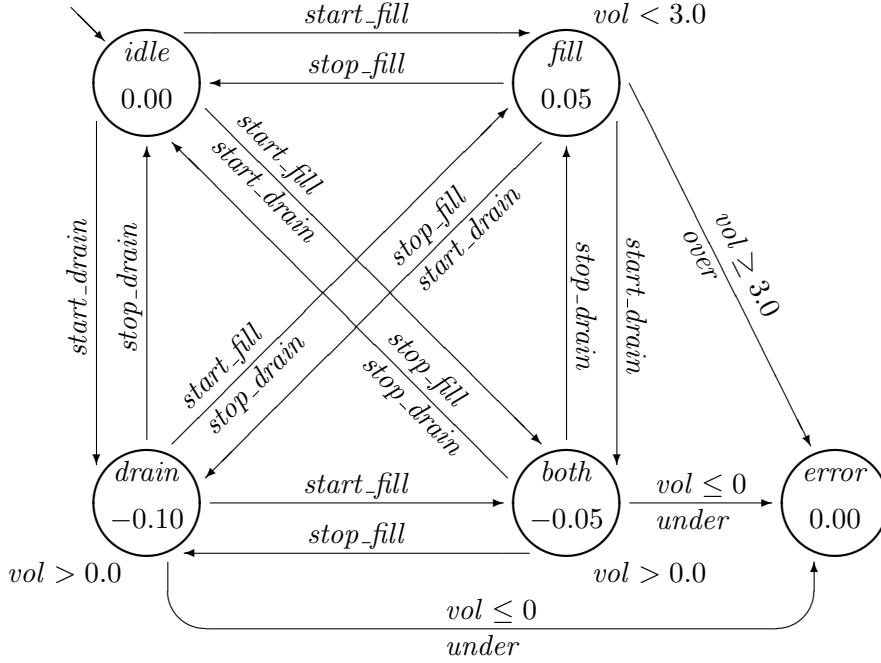 start_fill
vol < 3.0
idle
0.00
fill
0.05
stop_fill
start_fill
start_drain
stop_fill
start_drain
start_drain
stop_drain
stop_drain
start_drain
vol ≥ 3.0
over
start_fill
stop_drain
stop_fill
stop_drain
drain
−0.10
start_fill
both
−0.05
vol ≤ 0
under
error
0.00
stop_fill
vol > 0.0
vol > 0.0
vol ≤ 0
under